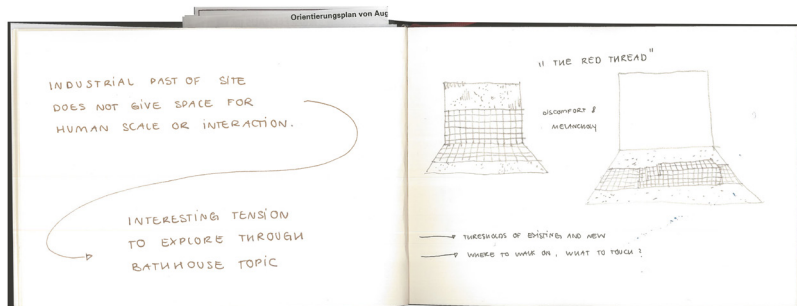 Orientierungsplan von Aug
INDUSTRIAL PAST OF SITE
DOES NOT GIVE SPACE FOR
HUMAN SCALE OR INTERACTION.
INTERESTING TENSION
TO EXPLORE THROUGH
BATHHOUSE TOPIC
"THE RED THREAD"
DISCOMFORT &
MELANCHOLY
THRESHOLDS OF EXISTING AND NEW
WHERE TO WALK ON, WHAT TO TOUCH?